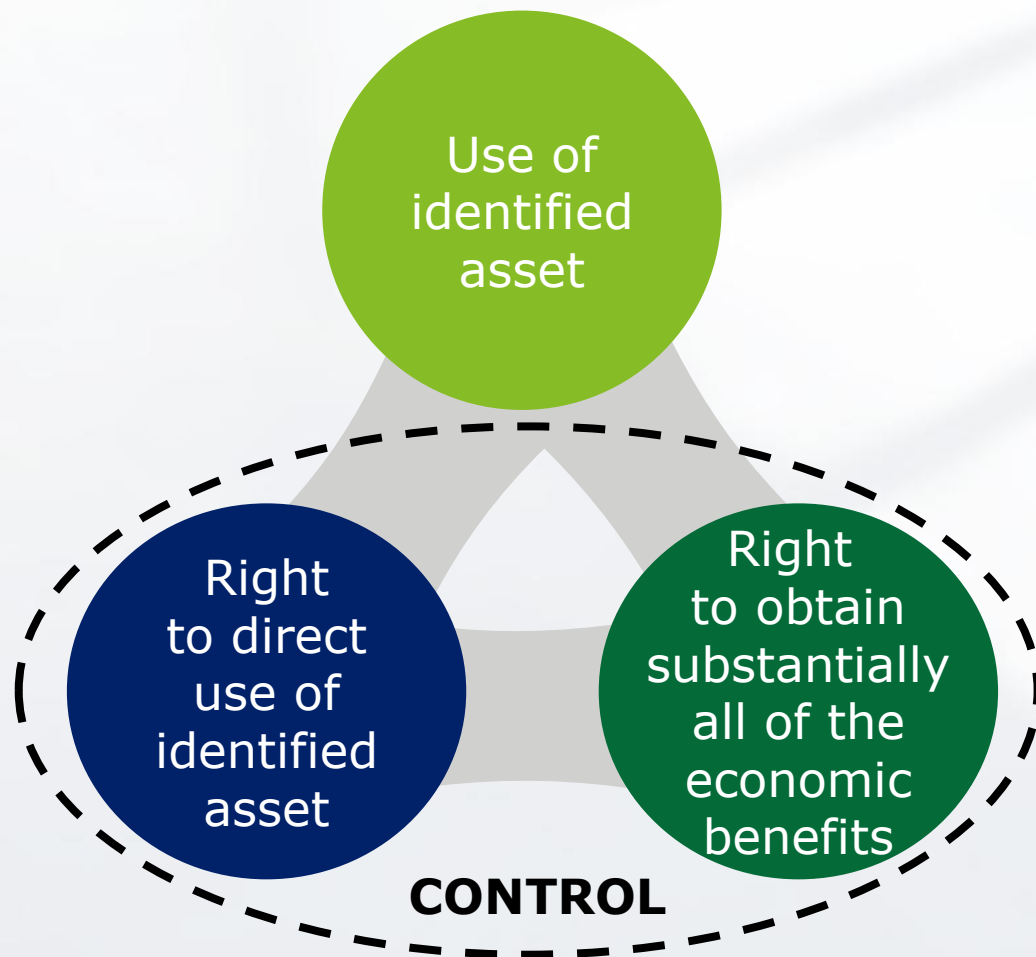 Use of
identified
asset
Right
to direct
use of
identified
asset
Right
to obtain
substantially
all of the
economic
benefits
CONTROL